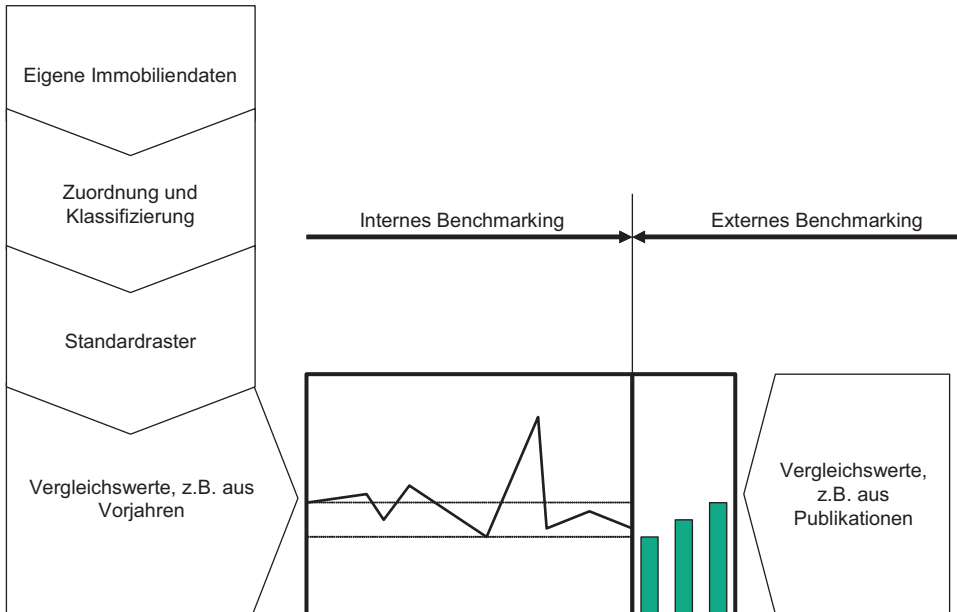 Eigene Immobiliendaten
Zuordnung und
Klassifizierung
Standardraster
Vergleichswerte, z.B. aus
Vorjahren
Internes Benchmarking
Externes Benchmarking
Vergleichswerte,
z.B. aus
Publikationen